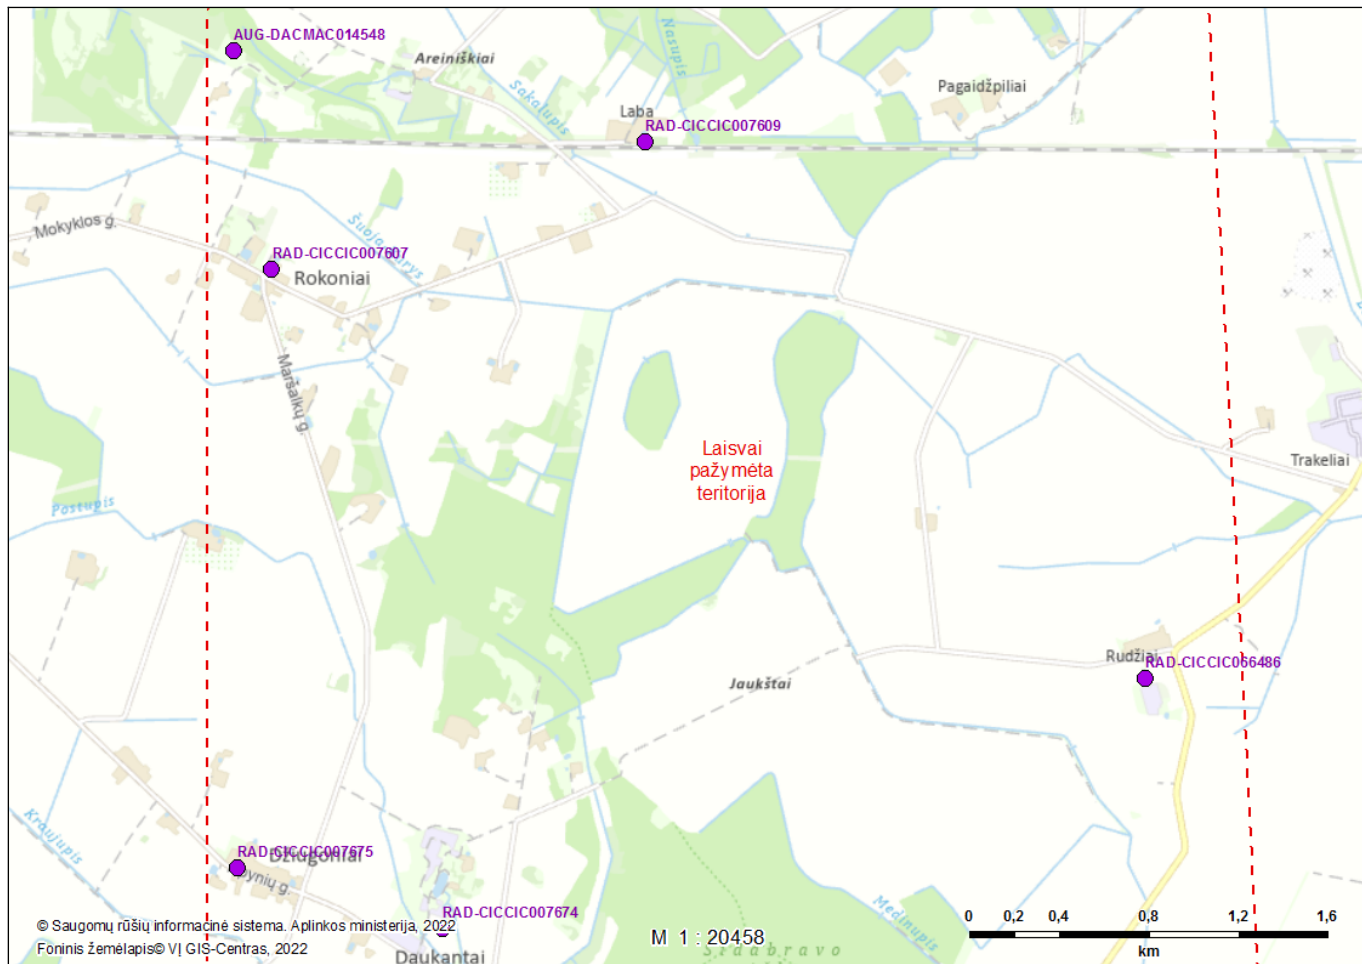 AUG-DACMAC014548
Areiniškiai
Nasupis
Sakalupis
Laba
RAD-CICCIC007609
Pagaidžpiliai
Mokyklos g.
Šuoja
rys
RAD-CICCIC007607
Rokoniai
Maršalkų g.
Laisvai
pažymėta
teritorija
Trakeliai
Postupis
Rudžiai
RAD-CICCIC066486
Jaukštai
Kraujupis
RAD-CICCIC007675
Džiugoniai
ynių g.
RAD-CICCIC007674
Daukantai
Medinupis
© Saugomų rūšių informacinė sistema. Aplinkos ministerija, 2022
Foninis žemėlapis© VĮ GIS-Centras, 2022
M 1 : 20458
0 0,2 0,4 0,8 1,2 1,6
km